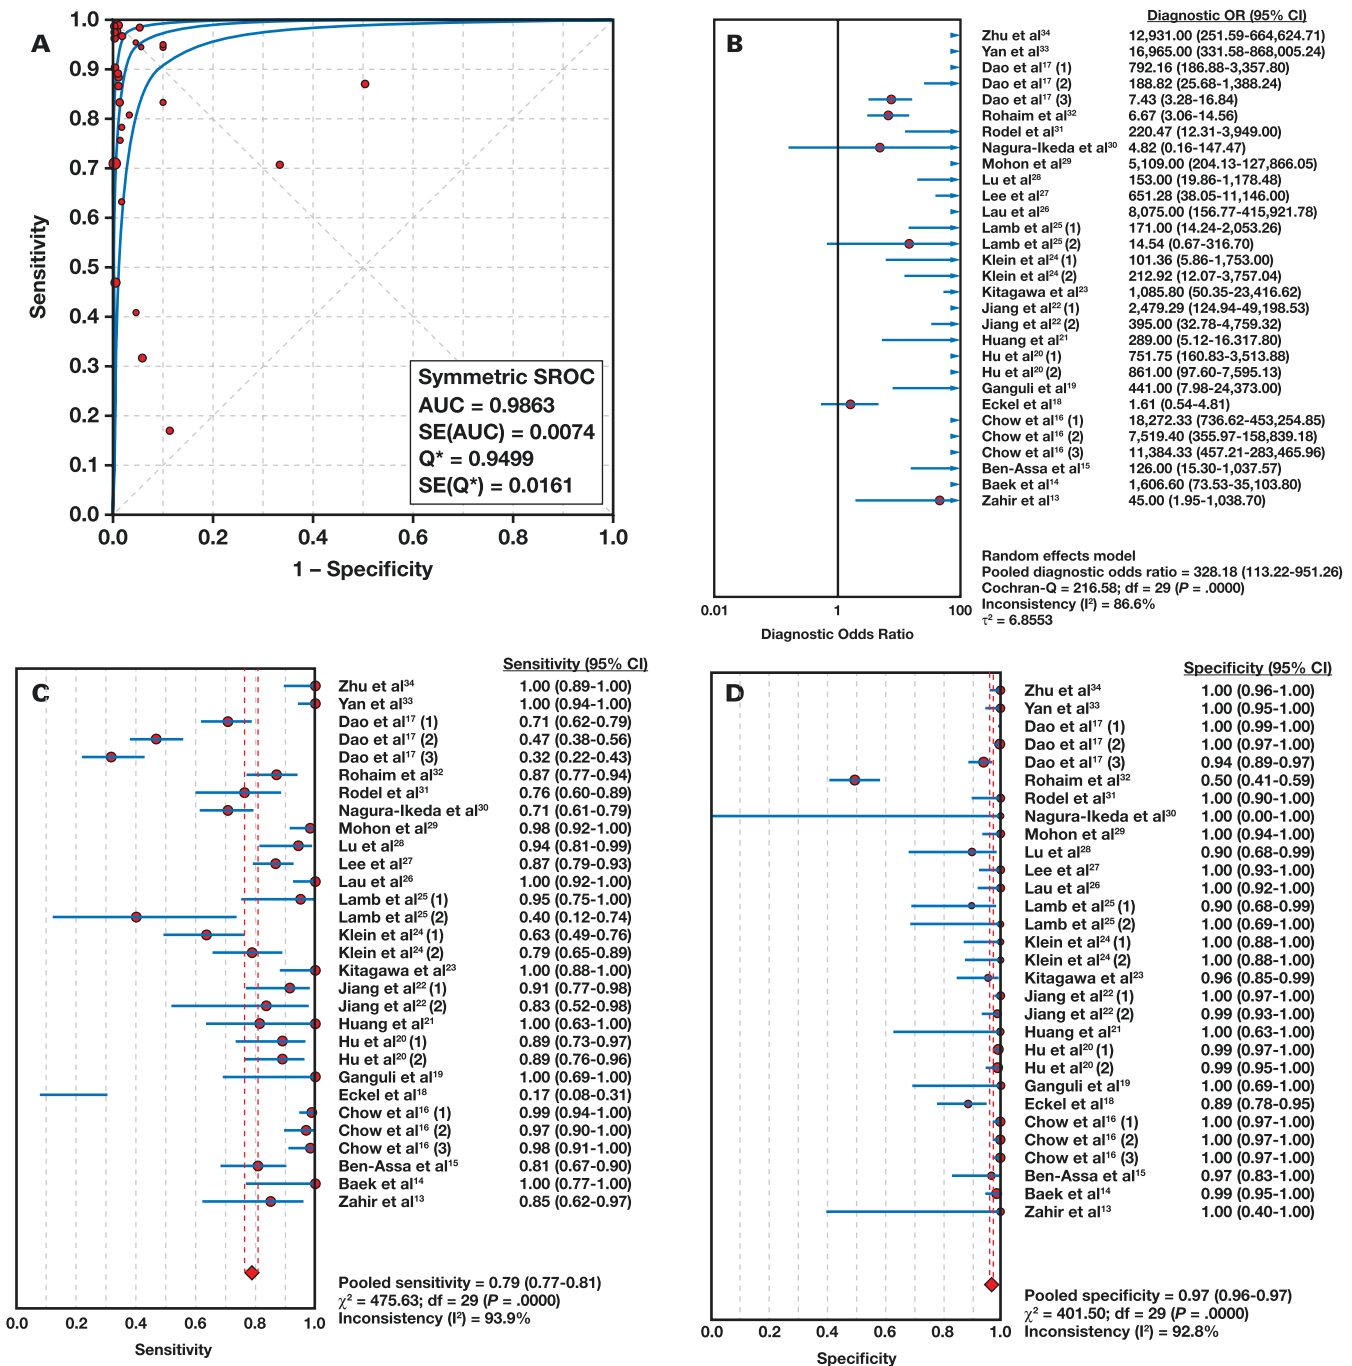 A
1.0
0.9
0.8
0.7
0.6
0.5
0.4
0.3
0.2
0.1
0.0
Sensitivity
0.0 0.2 0.4 0.6 0.8 1.0
1 – Specificity
Symmetric SROC
AUC = 0.9863
SE(AUC) = 0.0074
Q* = 0.9499
SE(Q*) = 0.0161
B
Diagnostic OR (95% CI)
Zhu et al³⁴ 12,931.00 (251.59-664,624.71)
Yan et al³³ 16,965.00 (331.58-868,005.24)
Dao et al¹⁷ (1) 792.16 (186.88-3,357.80)
Dao et al¹⁷ (2) 188.82 (25.68-1,388.24)
Dao et al¹⁷ (3) 7.43 (3.28-16.84)
Rohaim et al³² 6.67 (3.06-14.56)
Rodel et al³¹ 220.47 (12.31-3,949.00)
Nagura-Ikeda et al³⁰ 4.82 (0.16-147.47)
Mohon et al²⁹ 5,109.00 (204.13-127,866.05)
Lu et al²⁸ 153.00 (19.86-1,178.48)
Lee et al²⁷ 651.28 (38.05-11,146.00)
Lau et al²⁶ 8,075.00 (156.77-415,921.78)
Lamb et al²⁵ (1) 171.00 (14.24-2,053.26)
Lamb et al²⁵ (2) 14.54 (0.67-316.70)
Klein et al²⁴ (1) 101.36 (5.86-1,753.00)
Klein et al²⁴ (2) 212.92 (12.07-3,757.04)
Kitagawa et al²³ 1,085.80 (50.35-23,416.62)
Jiang et al²² (1) 2,479.29 (124.94-49,198.53)
Jiang et al²² (2) 395.00 (32.78-4,759.32)
Huang et al²¹ 289.00 (5.12-16.317.80)
Hu et al²⁰ (1) 751.75 (160.83-3,513.88)
Hu et al²⁰ (2) 861.00 (97.60-7,595.13)
Ganguli et al¹⁹ 441.00 (7.98-24,373.00)
Eckel et al¹⁸ 1.61 (0.54-4.81)
Chow et al¹⁶ (1) 18,272.33 (736.62-453,254.85)
Chow et al¹⁶ (2) 7,519.40 (355.97-158,839.18)
Chow et al¹⁶ (3) 11,384.33 (457.21-283,465.96)
Ben-Assa et al¹⁵ 126.00 (15.30-1,037.57)
Baek et al¹⁴ 1,606.60 (73.53-35,103.80)
Zahir et al¹³ 45.00 (1.95-1,038.70)
Random effects model
Pooled diagnostic odds ratio = 328.18 (113.22-951.26)
Cochran-Q = 216.58; df = 29 (P = .0000)
Inconsistency (I²) = 86.6%
τ² = 6.8553
0.01 1 100
Diagnostic Odds Ratio
C
Sensitivity (95% CI)
Zhu et al³⁴ 1.00 (0.89-1.00)
Yan et al³³ 1.00 (0.94-1.00)
Dao et al¹⁷ (1) 0.71 (0.62-0.79)
Dao et al¹⁷ (2) 0.47 (0.38-0.56)
Dao et al¹⁷ (3) 0.32 (0.22-0.43)
Rohaim et al³² 0.87 (0.77-0.94)
Rodel et al³¹ 0.76 (0.60-0.89)
Nagura-Ikeda et al³⁰ 0.71 (0.61-0.79)
Mohon et al²⁹ 0.98 (0.92-1.00)
Lu et al²⁸ 0.94 (0.81-0.99)
Lee et al²⁷ 0.87 (0.79-0.93)
Lau et al²⁶ 1.00 (0.92-1.00)
Lamb et al²⁵ (1) 0.95 (0.75-1.00)
Lamb et al²⁵ (2) 0.40 (0.12-0.74)
Klein et al²⁴ (1) 0.63 (0.49-0.76)
Klein et al²⁴ (2) 0.79 (0.65-0.89)
Kitagawa et al²³ 1.00 (0.88-1.00)
Jiang et al²² (1) 0.91 (0.77-0.98)
Jiang et al²² (2) 0.83 (0.52-0.98)
Huang et al²¹ 1.00 (0.63-1.00)
Hu et al²⁰ (1) 0.89 (0.73-0.97)
Hu et al²⁰ (2) 0.89 (0.76-0.96)
Ganguli et al¹⁹ 1.00 (0.69-1.00)
Eckel et al¹⁸ 0.17 (0.08-0.31)
Chow et al¹⁶ (1) 0.99 (0.94-1.00)
Chow et al¹⁶ (2) 0.97 (0.90-1.00)
Chow et al¹⁶ (3) 0.98 (0.91-1.00)
Ben-Assa et al¹⁵ 0.81 (0.67-0.90)
Baek et al¹⁴ 1.00 (0.77-1.00)
Zahir et al¹³ 0.85 (0.62-0.97)
Pooled sensitivity = 0.79 (0.77-0.81)
χ² = 475.63; df = 29 (P = .0000)
Inconsistency (I²) = 93.9%
0.0 0.2 0.4 0.6 0.8 1.0
Sensitivity
D
Specificity (95% CI)
Zhu et al³⁴ 1.00 (0.96-1.00)
Yan et al³³ 1.00 (0.95-1.00)
Dao et al¹⁷ (1) 1.00 (0.99-1.00)
Dao et al¹⁷ (2) 1.00 (0.97-1.00)
Dao et al¹⁷ (3) 0.94 (0.89-0.97)
Rohaim et al³² 0.50 (0.41-0.59)
Rodel et al³¹ 1.00 (0.90-1.00)
Nagura-Ikeda et al³⁰ 1.00 (0.00-1.00)
Mohon et al²⁹ 1.00 (0.94-1.00)
Lu et al²⁸ 0.90 (0.68-0.99)
Lee et al²⁷ 1.00 (0.93-1.00)
Lau et al²⁶ 1.00 (0.92-1.00)
Lamb et al²⁵ (1) 0.90 (0.68-0.99)
Lamb et al²⁵ (2) 1.00 (0.69-1.00)
Klein et al²⁴ (1) 1.00 (0.88-1.00)
Klein et al²⁴ (2) 1.00 (0.88-1.00)
Kitagawa et al²³ 0.96 (0.85-0.99)
Jiang et al²² (1) 1.00 (0.97-1.00)
Jiang et al²² (2) 0.99 (0.93-1.00)
Huang et al²¹ 1.00 (0.63-1.00)
Hu et al²⁰ (1) 0.99 (0.97-1.00)
Hu et al²⁰ (2) 0.99 (0.95-1.00)
Ganguli et al¹⁹ 1.00 (0.69-1.00)
Eckel et al¹⁸ 0.89 (0.78-0.95)
Chow et al¹⁶ (1) 1.00 (0.97-1.00)
Chow et al¹⁶ (2) 1.00 (0.97-1.00)
Chow et al¹⁶ (3) 1.00 (0.97-1.00)
Ben-Assa et al¹⁵ 0.97 (0.83-1.00)
Baek et al¹⁴ 0.99 (0.95-1.00)
Zahir et al¹³ 1.00 (0.40-1.00)
Pooled specificity = 0.97 (0.96-0.97)
χ² = 401.50; df = 29 (P = .0000)
Inconsistency (I²) = 92.8%
0.0 0.2 0.4 0.6 0.8 1.0
Specificity